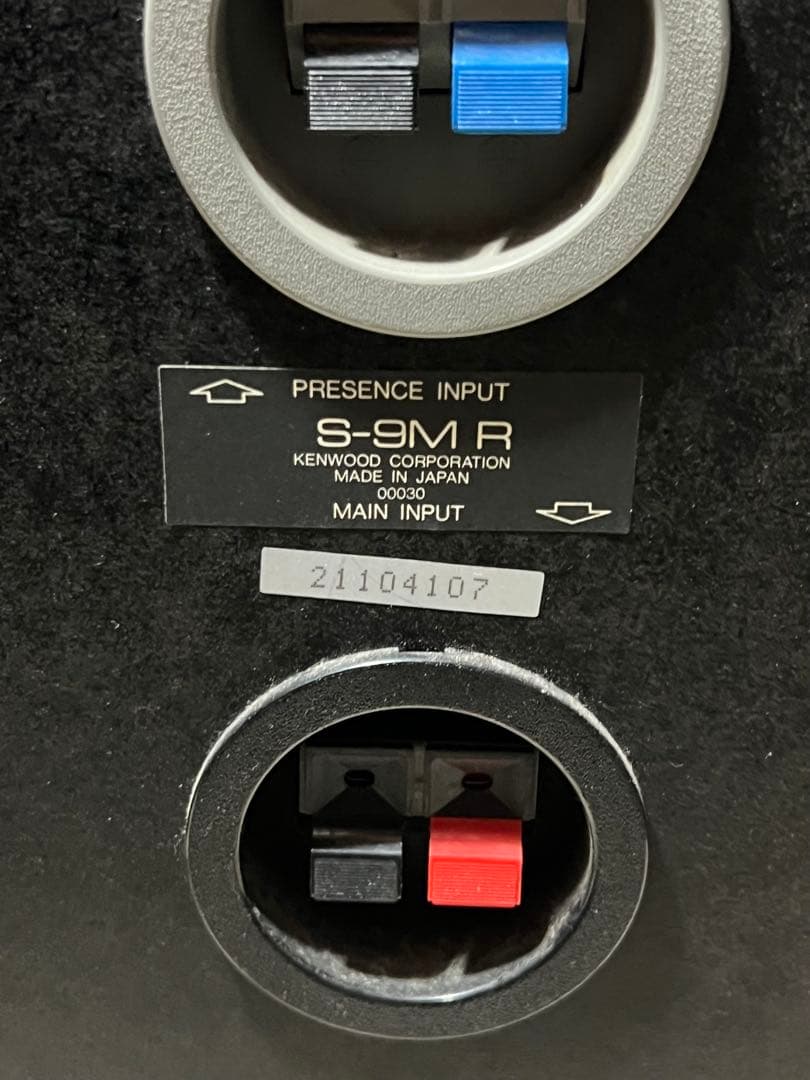 PRESENCE INPUT
S-9M R
KENWOOD CORPORATION
MADE IN JAPAN
00030
MAIN INPUT
21104107